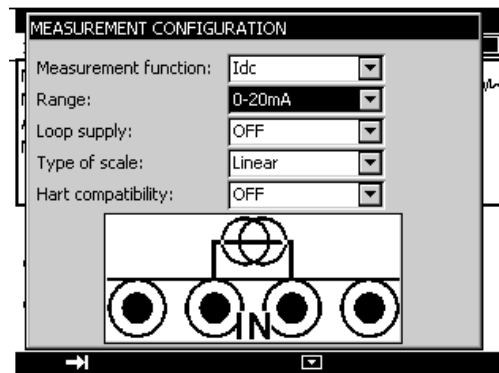 MEASUREMENT CONFIGURATION
Measurement function: Idc
Range: 0-20mA
Loop supply: OFF
Type of scale: Linear
Hart compatibility: OFF
IN